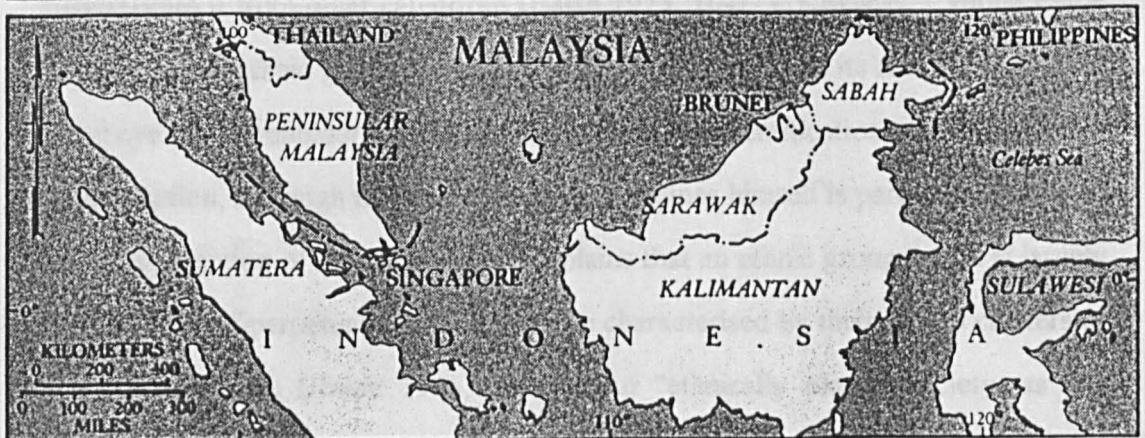 100°
THAILAND
MALAYSIA
120°
PHILIPPINES
PENINSULAR
MALAYSIA
BRUNEI
SABAH
Celebes Sea
SARAWAK
SUMATERA
SINGAPORE
KALIMANTAN
SULAWESI
0°
0°
INDONESIA
KILOMETERS
0 200 400
0 100 200 300
MILES
110°
120°